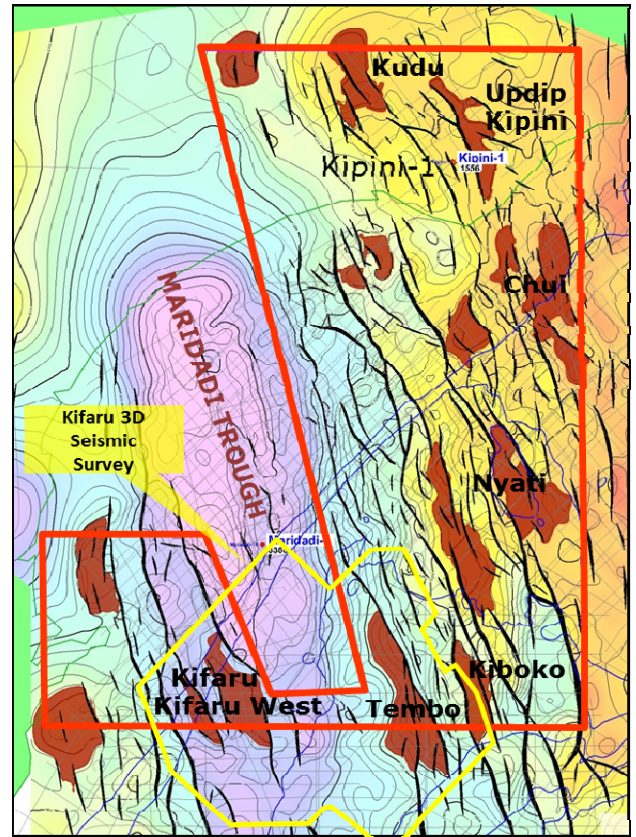 Kudu
Updip
Kipini
Kipini-1
Kipini-1
1556
Chui
MARIDADI TROUGH
Kifaru 3D
Seismic
Survey
Nyati
Maridadi-
Kifaru
Kifaru West
Tembo
Kiboko